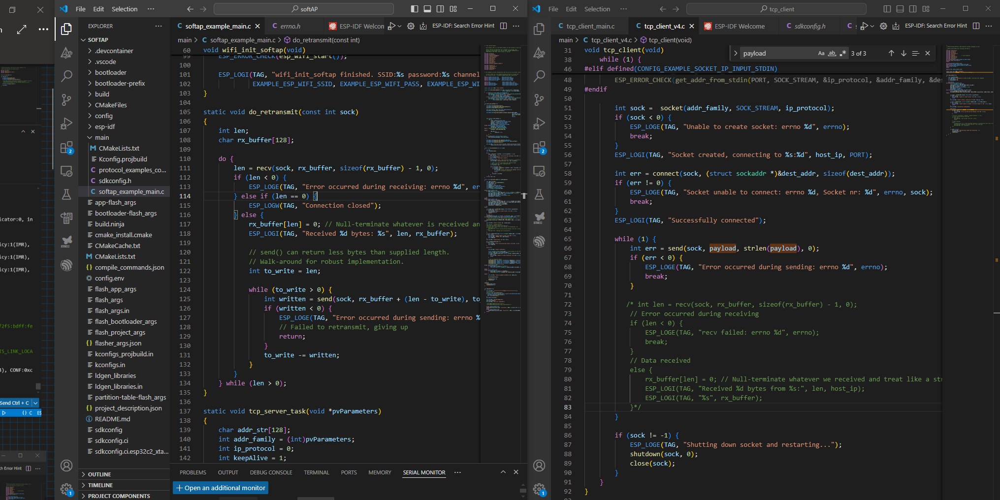 File Edit Selection ···
softAP
EXPLORER ···
SOFTAP
.devcontainer
.vscode
bootloader
bootloader-prefix
build
CMakeFiles
config
esp-idf
main
CMakeLists.txt
Kconfig.projbuild
protocol_examples_co...
sdkconfig.h
softap_example_main.c
app-flash_args
bootloader-flash_args
build.ninja
cmake_install.cmake
CMakeCache.txt
CMakeLists.txt
compile_commands.json
config.env
flash_app_args
flash_args
flash_args.in
flash_bootloader_args
flash_project_args
flasher_args.json
kconfigs_projbuild.in
kconfigs.in
ldgen_libraries
ldgen_libraries.in
partition-table-flash_args
project_description.json
README.md
sdkconfig
sdkconfig.ci
sdkconfig.ci.esp32c2_xta...
OUTLINE
TIMELINE
PROJECT COMPONENTS
icator:0, in
icy:1(IMR),
icy:1(IMR),
icy:1(IMR),
f2f5:bdff:fe
IS_LINK_LOCA
), CONF:0xc
Send Ctrl + C
ch Error Hint
softap_example_main.c errno.h ESP-IDF Welcon ESP-IDF: Search Error Hint
main > softap_example_main.c > do_retransmit(const int)
60 void wifi_init_softap(void)
99 ESP_ERROR_CHECK(esp_wifi_start());
100
101 ESP_LOGI(TAG, "wifi_init_softap finished. SSID:%s password:%s channel
102 EXAMPLE_ESP_WIFI_SSID, EXAMPLE_ESP_WIFI_PASS, EXAMPLE_ESP_WI
103 }
104
105 static void do_retransmit(const int sock)
106 {
107 int len;
108 char rx_buffer[128];
109
110 do {
111 len = recv(sock, rx_buffer, sizeof(rx_buffer) - 1, 0);
112 if (len < 0) {
113 ESP_LOGE(TAG, "Error occurred during receiving: errno %d", er
114 } else if (len == 0) {
115 ESP_LOGW(TAG, "Connection closed");
116 } else {
117 rx_buffer[len] = 0; // Null-terminate whatever is received an
118 ESP_LOGI(TAG, "Received %d bytes: %s", len, rx_buffer);
119
120 // send() can return less bytes than supplied length.
121 // Walk-around for robust implementation.
122 int to_write = len;
123
124 while (to_write > 0) {
125 int written = send(sock, rx_buffer + (len - to_write), to_
126 if (written < 0) {
127 ESP_LOGE(TAG, "Error occurred during sending: errno %
128 // Failed to retransmit, giving up
129 return;
130 }
131 to_write -= written;
132 }
133 }
134 } while (len > 0);
135 }
136
137 static void tcp_server_task(void *pvParameters)
138 {
139 char addr_str[128];
140 int addr_family = (int)pvParameters;
141 int ip_protocol = 0;
142 int keepAlive = 1;
PROBLEMS OUTPUT DEBUG CONSOLE TERMINAL PORTS MEMORY SERIAL MONITOR ···
+ Open an additional monitor
File Edit Selection ···
tcp_client
tcp_client_main.c tcp_client_v4.c ESP-IDF Welcome sdkconfig.h ESP-IDF: Search Error Hint
main > tcp_client_v4.c > tcp_client(void)
payload Aa ab 3 of 3
31 void tcp_client(void)
38 while (1) {
46 #elif defined(CONFIG_EXAMPLE_SOCKET_IP_INPUT_STDIN)
48 ESP_ERROR_CHECK(get_addr_from_stdin(PORT, SOCK_STREAM, &ip_protocol, &addr_family, &des
49 #endif
50
51 int sock =  socket(addr_family, SOCK_STREAM, ip_protocol);
52 if (sock < 0) {
53 ESP_LOGE(TAG, "Unable to create socket: errno %d", errno);
54 break;
55 }
56 ESP_LOGI(TAG, "Socket created, connecting to %s:%d", host_ip, PORT);
57
58 int err = connect(sock, (struct sockaddr *)&dest_addr, sizeof(dest_addr));
59 if (err != 0) {
60 ESP_LOGE(TAG, "Socket unable to connect: errno %d, Socket nr: %d", errno, sock);
61 break;
62 }
63 ESP_LOGI(TAG, "Successfully connected");
64
65 while (1) {
66 int err = send(sock, payload, strlen(payload), 0);
67 if (err < 0) {
68 ESP_LOGE(TAG, "Error occurred during sending: errno %d", errno);
69 break;
70 }
71
72 /* int len = recv(sock, rx_buffer, sizeof(rx_buffer) - 1, 0);
73 // Error occurred during receiving
74 if (len < 0) {
75 ESP_LOGE(TAG, "recv failed: errno %d", errno);
76 break;
77 }
78 // Data received
79 else {
80 rx_buffer[len] = 0; // Null-terminate whatever we received and treat like a str
81 ESP_LOGI(TAG, "Received %d bytes from %s:", len, host_ip);
82 ESP_LOGI(TAG, "%s", rx_buffer);
83 }*/
84 }
85
86 if (sock != -1) {
87 ESP_LOGE(TAG, "Shutting down socket and restarting...");
88 shutdown(sock, 0);
89 close(sock);
90 }
91 }
92 }